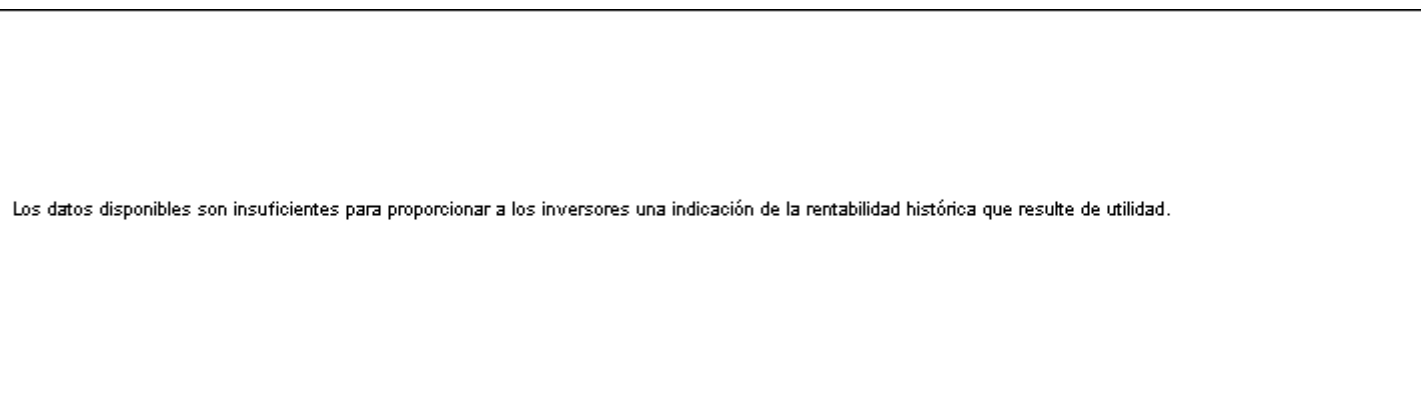 Los datos disponibles son insuficientes para proporcionar a los inversores una indicación de la rentabilidad histórica que resulte de utilidad.